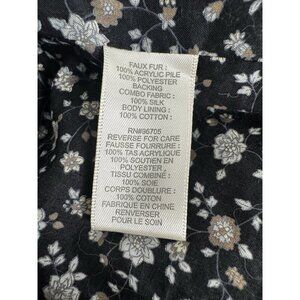 FAUX FUR :
100% ACRYLIC PILE
100% POLYESTER
BACKING
COMBO FABRIC :
100% SILK
BODY LINING :
100% COTTON :
RN#96705
REVERSE FOR CARE
FAUSSE FOURRURE :
100% TAS ACRYLIQUE
100% SOUTIEN EN
POLYESTER ,
TISSU COMBINÉ :
100% SOIE
CORPS DOUBLURE :
100% COTON
FABRIQUE EN CHINE
RENVERSER
POUR LE SOIN